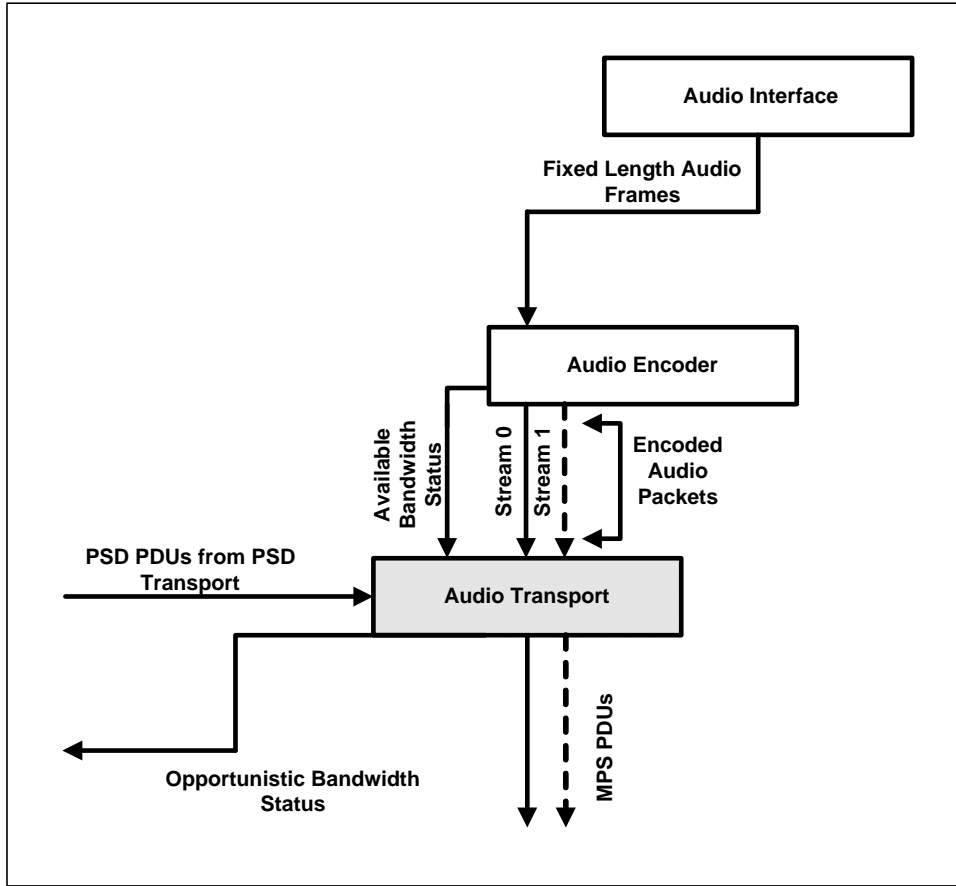 Audio Interface
Fixed Length Audio
Frames
Audio Encoder
Available
Bandwidth
Status
Stream 0
Stream 1
Encoded
Audio
Packets
PSD PDUs from PSD
Transport
Audio Transport
Opportunistic Bandwidth
Status
MPS PDUs